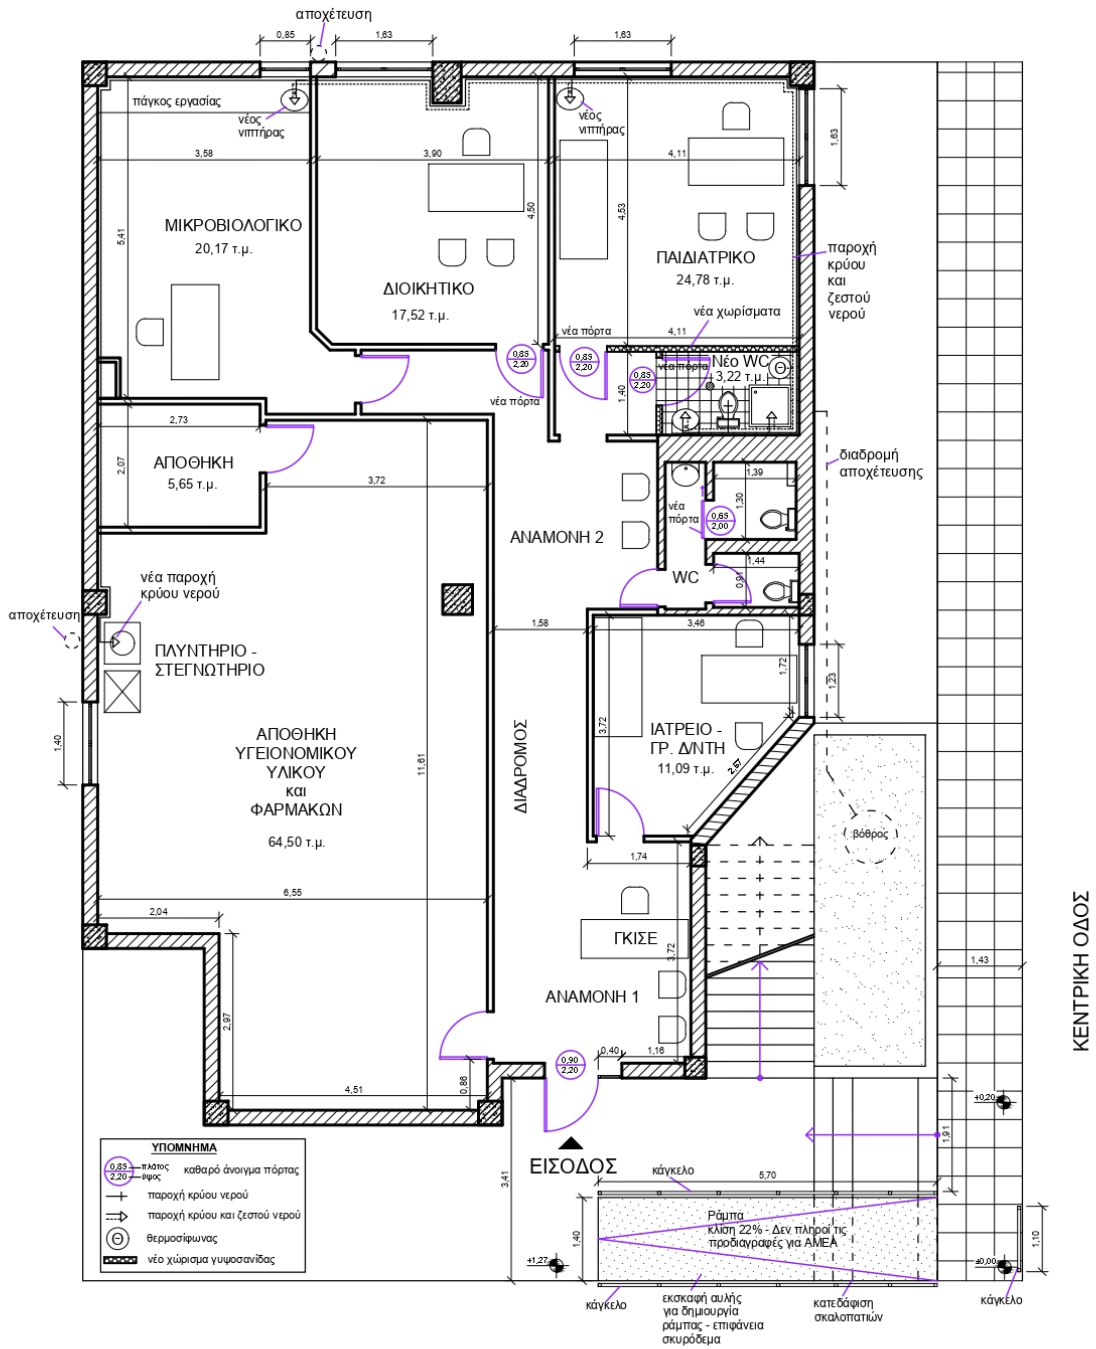 αποχέτευση
0,85
1,63
1,63
πάγκος εργασίας
νέος
νιπτήρας
νέος
νιπτήρας
1,63
3,58
3,90
4,11
5,41
4,50
4,53
ΜΙΚΡΟΒΙΟΛΟΓΙΚΟ
20,17 τ.μ.
ΔΙΟΙΚΗΤΙΚΟ
17,52 τ.μ.
ΠΑΙΔΙΑΤΡΙΚΟ
24,78 τ.μ.
παροχή
κρύου
και
ζεστού
νερού
νέα χωρίσματα
νέα πόρτα
4,11
0,85
2,20
0,85
2,20
0,85
2,20
νέα πόρτα
Νέο WC
3,22 τ.μ.
Θ
νέα πόρτα
1,40
2,73
2,07
ΑΠΟΘΗΚΗ
5,65 τ.μ.
3,72
διαδρομή
αποχέτευσης
1,39
1,30
νέα
πόρτα
0,65
2,00
ΑΝΑΜΟΝΗ 2
WC
1,44
0,91
νέα παροχή
κρύου νερού
αποχέτευση
ΠΛΥΝΤΗΡΙΟ -
ΣΤΕΓΝΩΤΗΡΙΟ
1,58
3,46
1,72
1,23
3,72
ΙΑΤΡΕΙΟ -
ΓΡ. Δ/ΝΤΗ
11,09 τ.μ.
2,67
1,40
ΑΠΟΘΗΚΗ
ΥΓΕΙΟΝΟΜΙΚΟΥ
ΥΛΙΚΟΥ
και
ΦΑΡΜΑΚΩΝ
64,50 τ.μ.
11,61
ΔΙΑΔΡΟΜΟΣ
βόθρος
1,74
6,55
2,04
ΓΚΙΣΕ
3,72
ΑΝΑΜΟΝΗ 1
1,43
ΚΕΝΤΡΙΚΗ ΟΔΟΣ
2,97
0,90
2,20
0,40
1,16
4,51
0,86
+0,20
1,91
ΕΙΣΟΔΟΣ
3,41
κάγκελο
5,70
ΥΠΟΜΝΗΜΑ
0,85
2,20
πλάτος
ύψος
καθαρό άνοιγμα πόρτας
παροχή κρύου νερού
παροχή κρύου και ζεστού νερού
Θ
θερμοσίφωνας
νέο χώρισμα γυψοσανίδας
Ράμπα
κλίση 22% - Δεν πληροί τις
προδιαγραφές για ΑΜΕΑ
1,40
1,10
+1,27
±0,00
κάγκελο
εκσκαφή αυλής
για δημιουργία
ράμπας - επιφάνεια
σκυρόδεμα
κατεδάφιση
σκαλοπατιών
κάγκελο